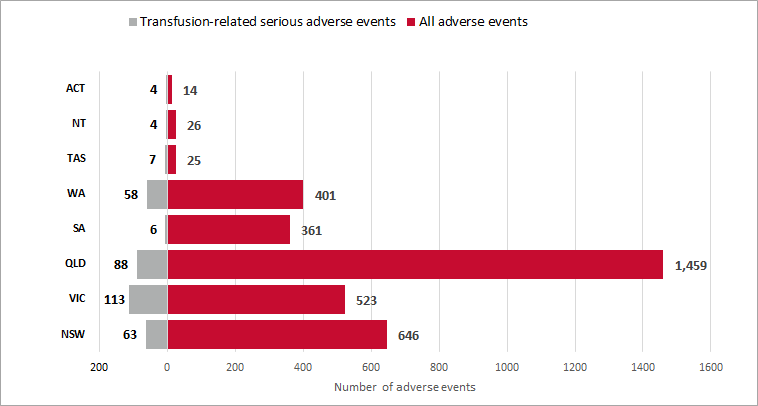 Transfusion-related serious adverse events All adverse events
ACT 4 14
NT 4 26
TAS 7 25
WA 58 401
SA 6 361
QLD 88 1,459
VIC 113 523
NSW 63 646
200 0 200 400 600 800 1000 1200 1400 1600
Number of adverse events